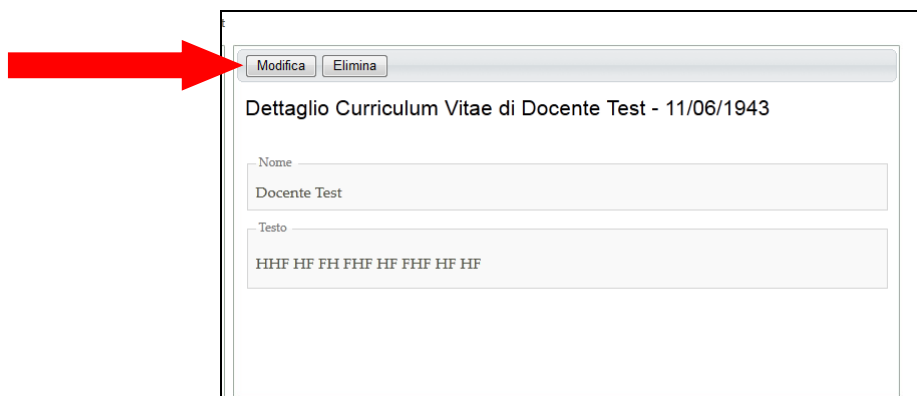 Modifica Elimina
Dettaglio Curriculum Vitae di Docente Test - 11/06/1943
Nome
Docente Test
Testo
HHF HF FH FHF HF FHF HF HF